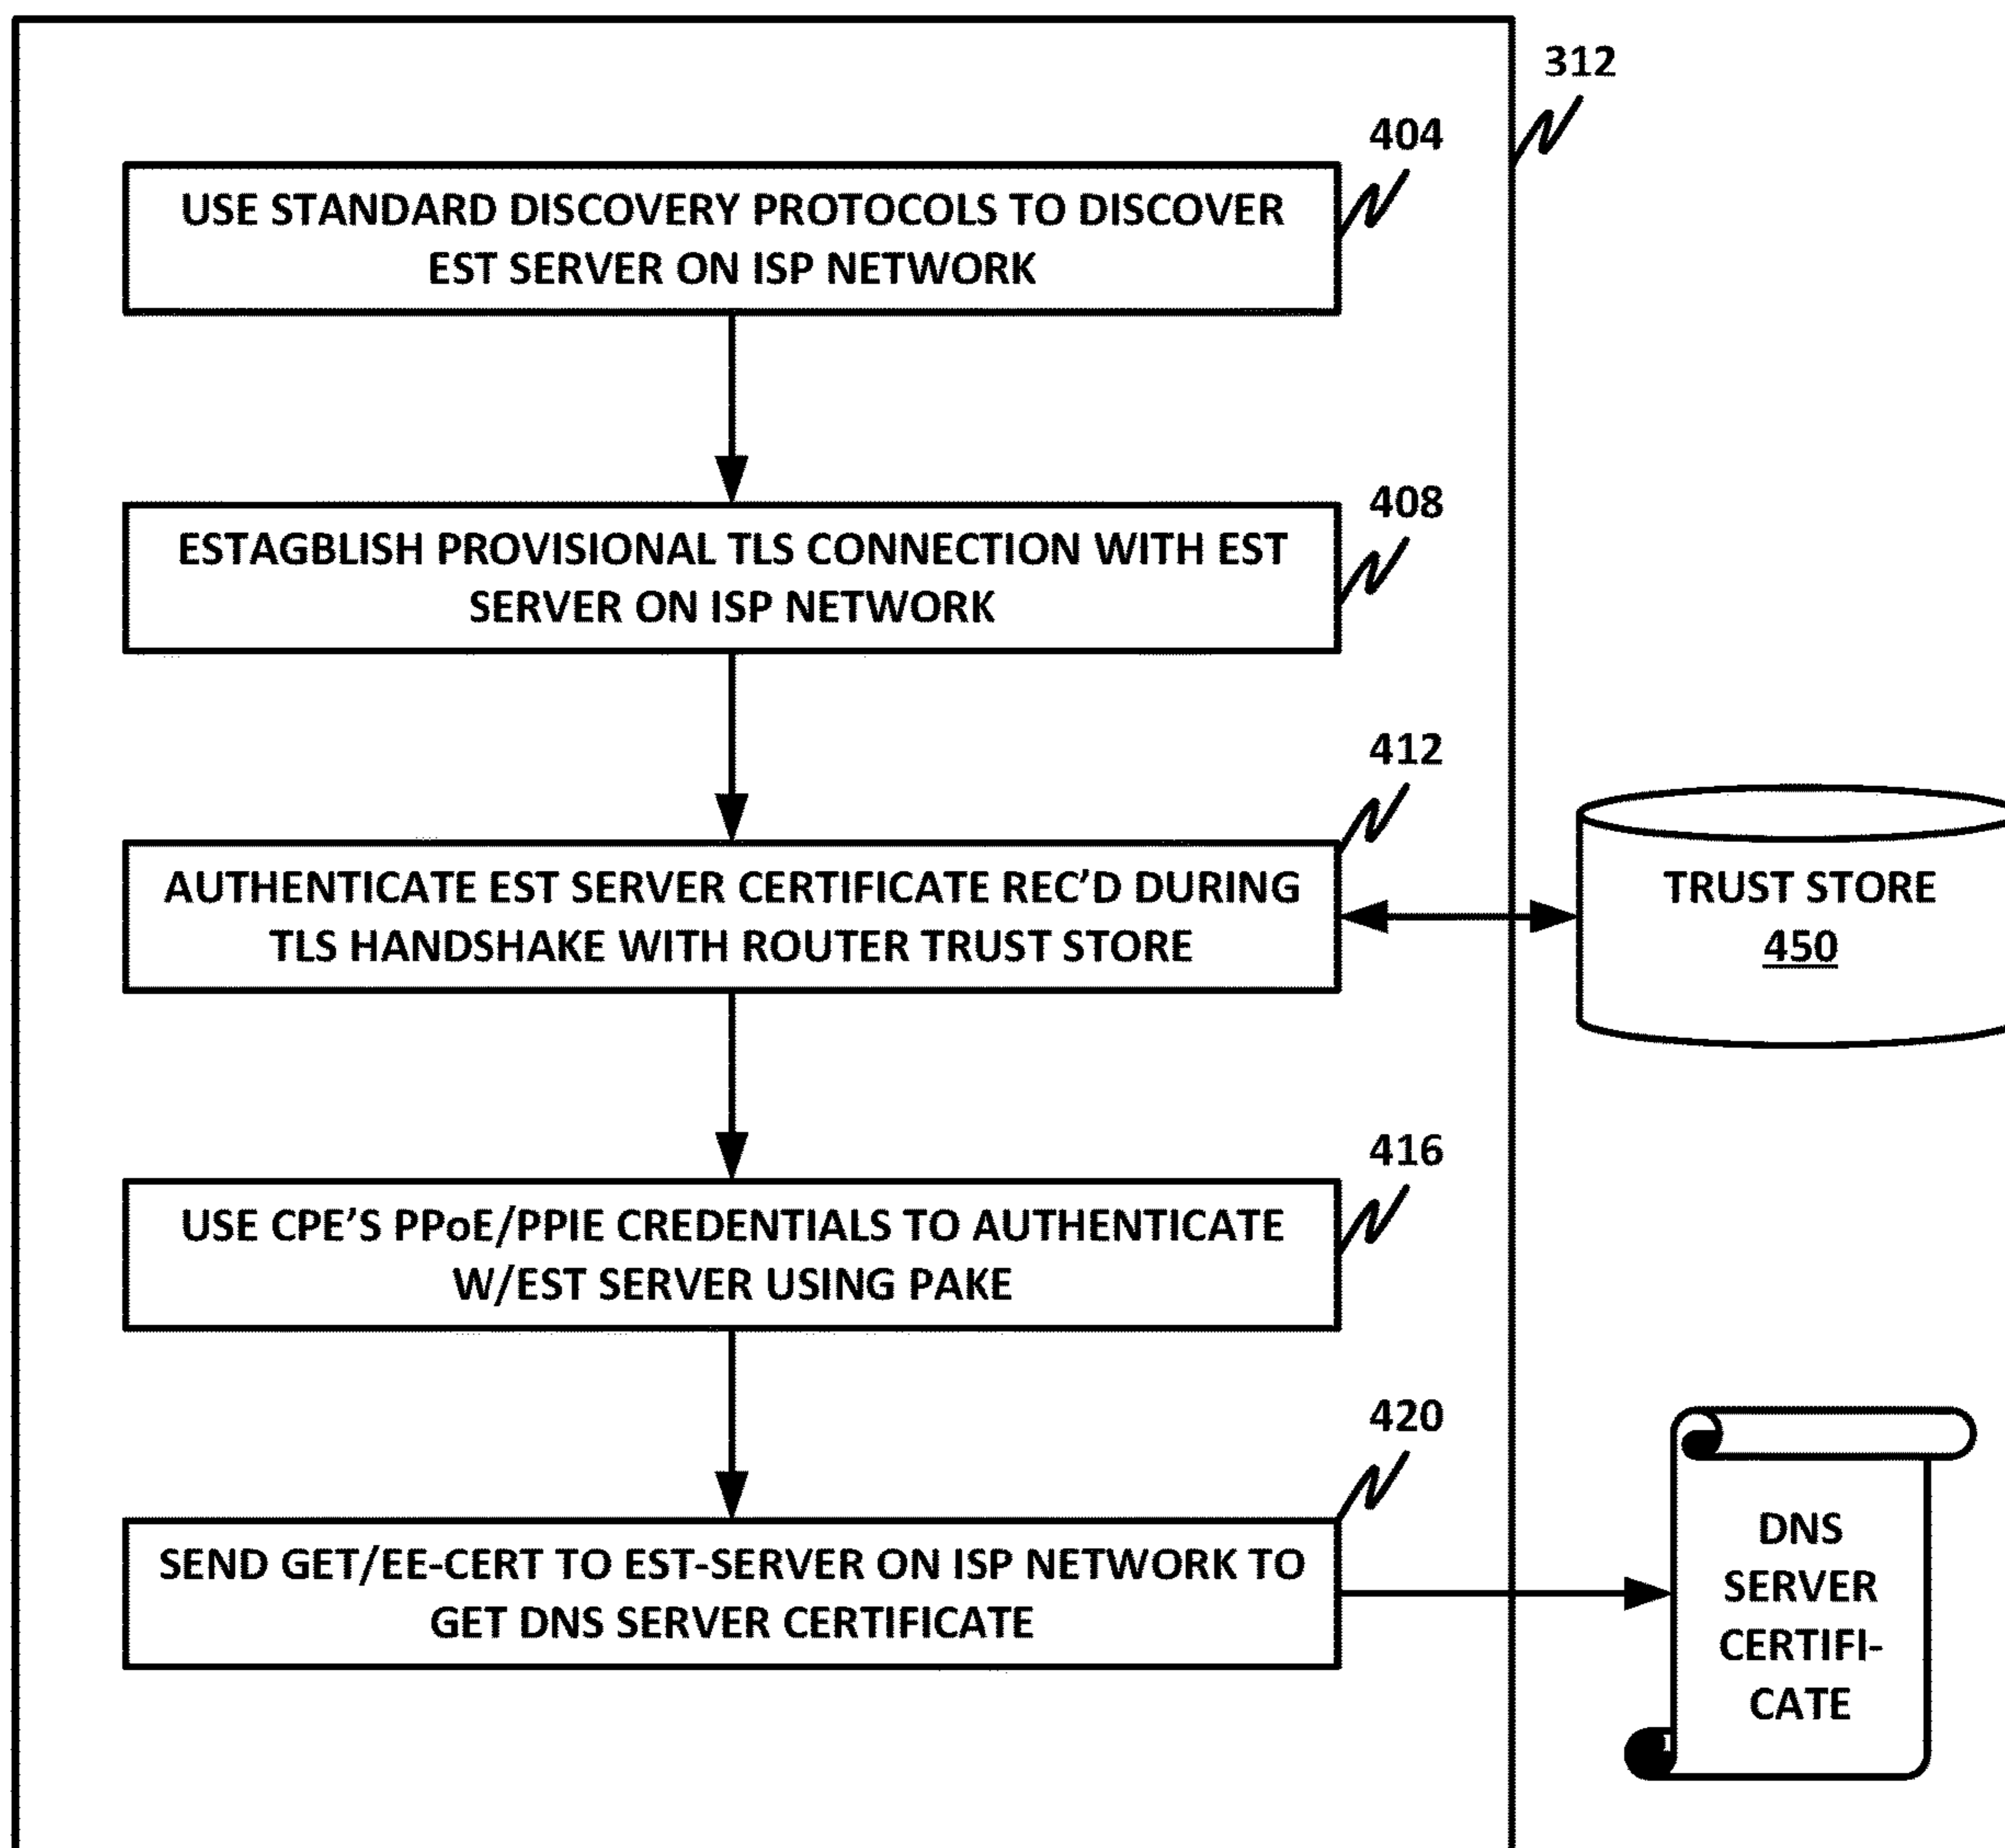 312
404
USE STANDARD DISCOVERY PROTOCOLS TO DISCOVER
EST SERVER ON ISP NETWORK
408
ESTAGBLISH PROVISIONAL TLS CONNECTION WITH EST
SERVER ON ISP NETWORK
412
AUTHENTICATE EST SERVER CERTIFICATE REC’D DURING
TLS HANDSHAKE WITH ROUTER TRUST STORE
TRUST STORE
450
416
USE CPE’S PPoE/PPIE CREDENTIALS TO AUTHENTICATE
W/EST SERVER USING PAKE
420
SEND GET/EE-CERT TO EST-SERVER ON ISP NETWORK TO
GET DNS SERVER CERTIFICATE
DNS
SERVER
CERTIFI-
CATE